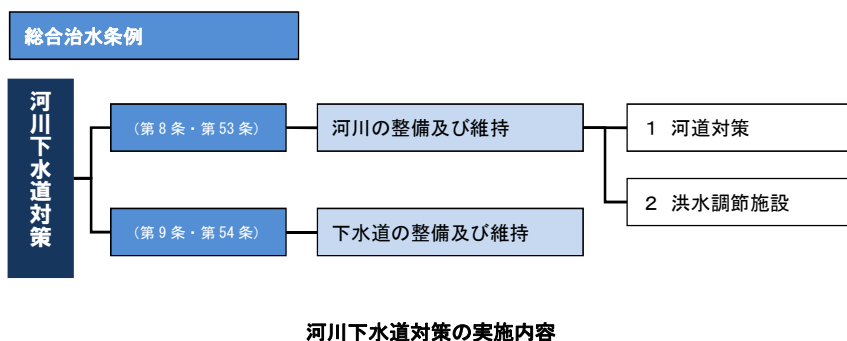 総合治水条例
河川下水道対策
(第8条・第53条)
河川の整備及び維持
1 河道対策
2 洪水調節施設
(第9条・第54条)
下水道の整備及び維持
河川下水道対策の実施内容